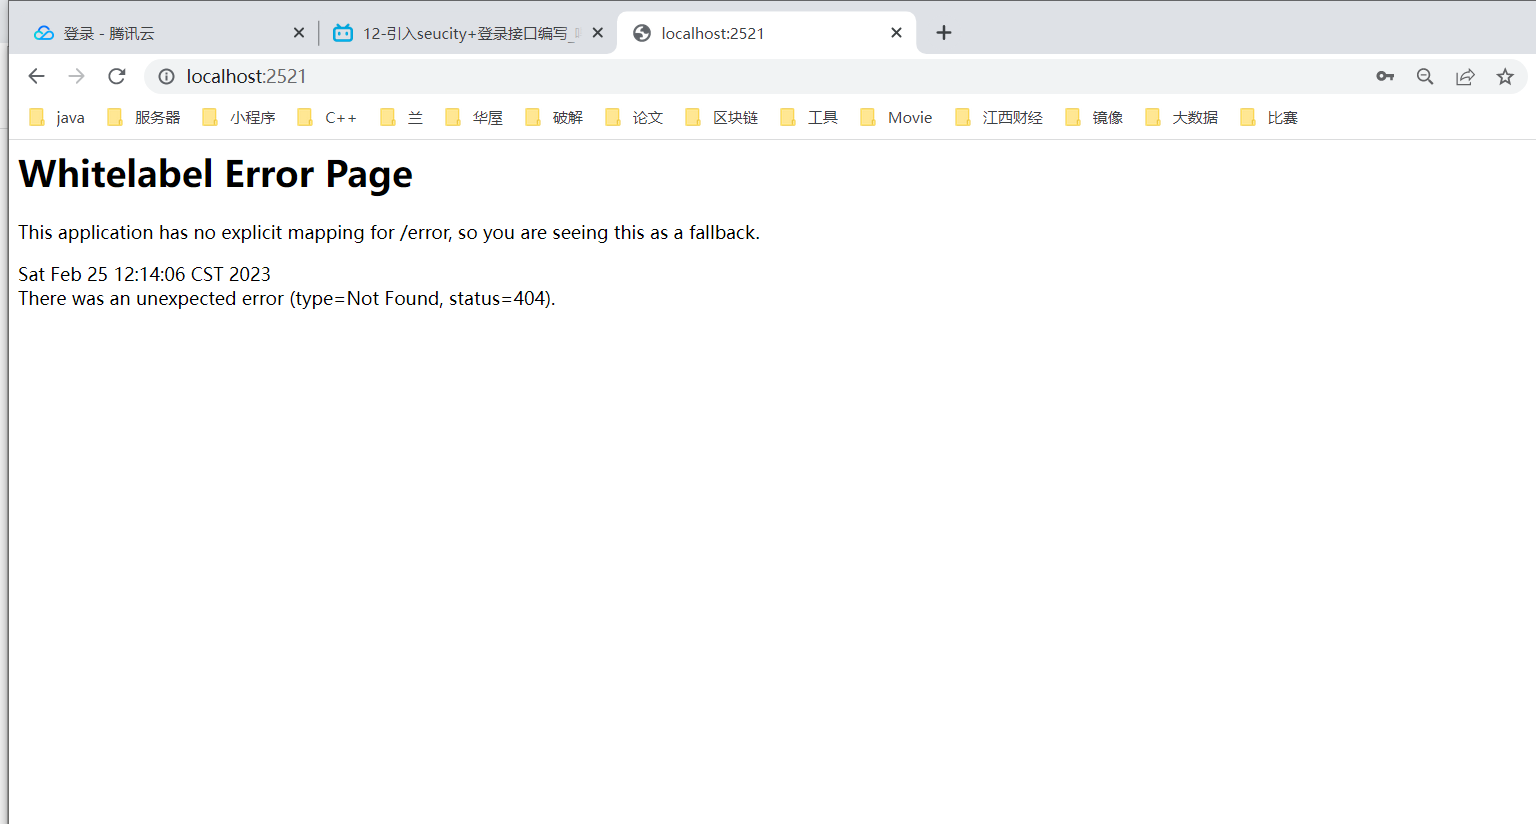 登录 - 腾讯云
12-引入seucity+登录接口编写_
localhost:2521
localhost:2521
java 服务器 小程序 C++ 兰 华屋 破解 论文 区块链 工具 Movie 江西财经 镜像 大数据 比赛
Whitelabel Error Page
This application has no explicit mapping for /error, so you are seeing this as a fallback.
Sat Feb 25 12:14:06 CST 2023
There was an unexpected error (type=Not Found, status=404).